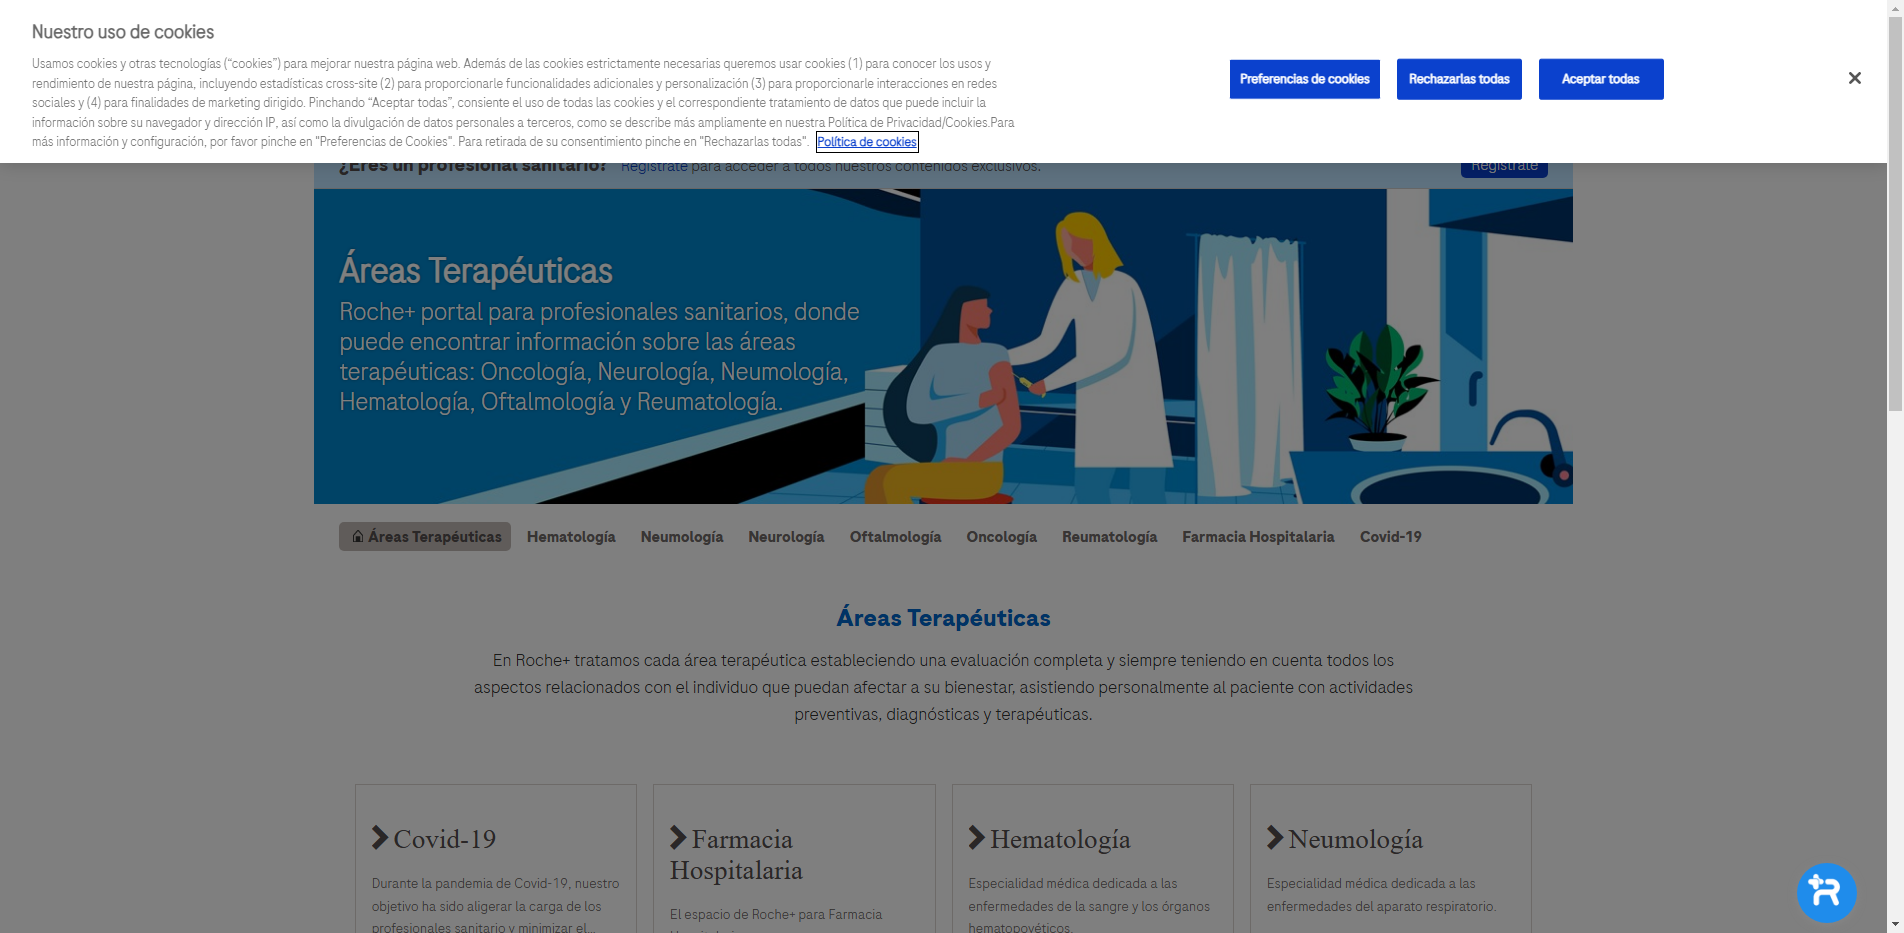 Nuestro uso de cookies
Usamos cookies y otras tecnologías (“cookies”) para mejorar nuestra página web. Además de las cookies estrictamente necesarias queremos usar cookies (1) para conocer los usos y
rendimiento de nuestra página, incluyendo estadísticas cross-site (2) para proporcionarle funcionalidades adicionales y personalización (3) para proporcionarle interacciones en redes
sociales y (4) para finalidades de marketing dirigido. Pinchando “Aceptar todas”, consiente el uso de todas las cookies y el correspondiente tratamiento de datos que puede incluir la
información sobre su navegador y dirección IP, así como la divulgación de datos personales a terceros, como se describe más ampliamente en nuestra Política de Privacidad/Cookies.Para
más información y configuración, por favor pinche en "Preferencias de Cookies". Para retirada de su consentimiento pinche en "Rechazarlas todas". Política de cookies
Preferencias de cookies
Rechazarlas todas
Aceptar todas
¿Eres un profesional sanitario? Regístrate para acceder a todos nuestros contenidos exclusivos.
Regístrate
Áreas Terapéuticas
Roche+ portal para profesionales sanitarios, donde
puede encontrar información sobre las áreas
terapéuticas: Oncología, Neurología, Neumología,
Hematología, Oftalmología y Reumatología.
Áreas Terapéuticas Hematología Neumología Neurología Oftalmología Oncología Reumatología Farmacia Hospitalaria Covid-19
Áreas Terapéuticas
En Roche+ tratamos cada área terapéutica estableciendo una evaluación completa y siempre teniendo en cuenta todos los
aspectos relacionados con el individuo que puedan afectar a su bienestar, asistiendo personalmente al paciente con actividades
preventivas, diagnósticas y terapéuticas.
Covid-19
Durante la pandemia de Covid-19, nuestro
objetivo ha sido aligerar la carga de los
profesionales sanitario y minimizar el...
Farmacia
Hospitalaria
El espacio de Roche+ para Farmacia
Hematología
Especialidad médica dedicada a las
enfermedades de la sangre y los órganos
hematopoyéticos.
Neumología
Especialidad médica dedicada a las
enfermedades del aparato respiratorio.